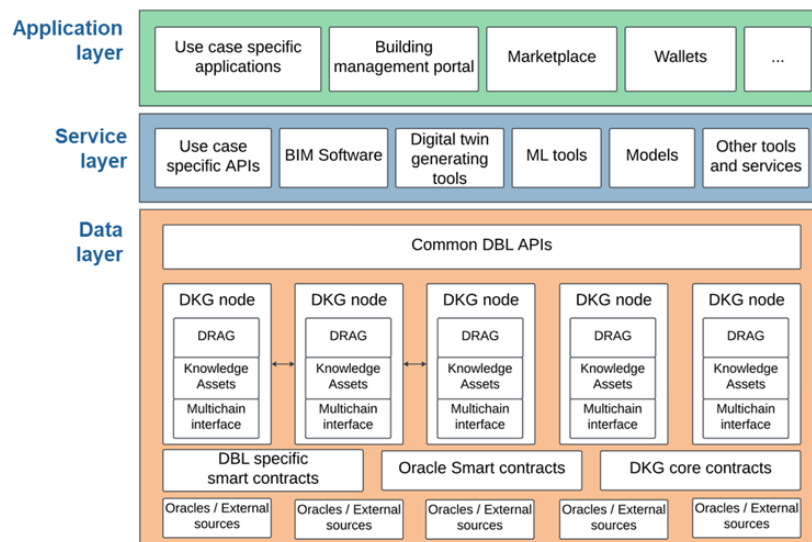 Application
layer
Use case specific
applications
Building
management portal
Marketplace
Wallets
...
Service
layer
Use case
specific APIs
BIM Software
Digital twin
generating
tools
ML tools
Models
Other tools
and services
Data
layer
Common DBL APIs
DKG node
DRAG
Knowledge
Assets
Multichain
interface
DKG node
DRAG
Knowledge
Assets
Multichain
interface
DKG node
DRAG
Knowledge
Assets
Multichain
interface
DKG node
DRAG
Knowledge
Assets
Multichain
interface
DKG node
DRAG
Knowledge
Assets
Multichain
interface
DBL specific
smart contracts
Oracle Smart contracts
DKG core contracts
Oracles / External
sources
Oracles / External
sources
Oracles / External
sources
Oracles / External
sources
Oracles / External
sources